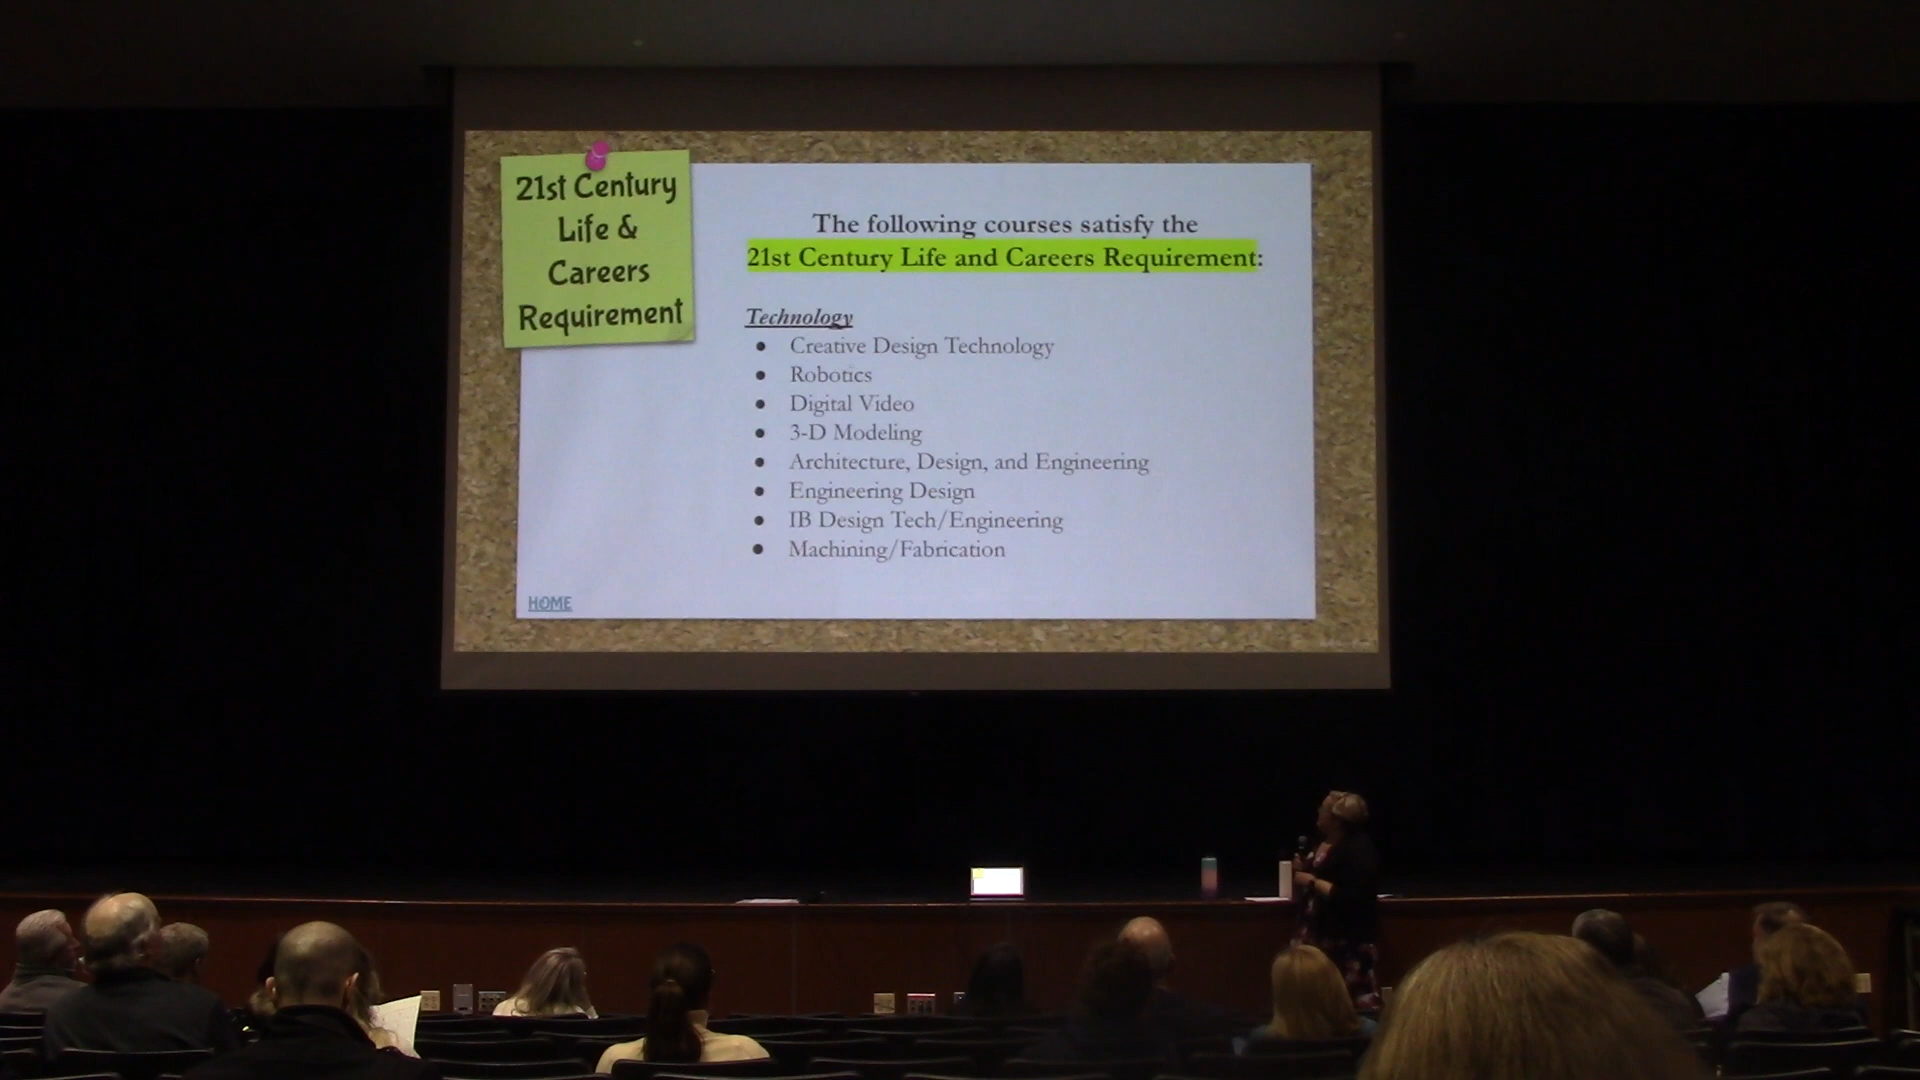 21st Century
Life &
Careers
Requirement
The following courses satisfy the
21st Century Life and Careers Requirement:
Technology
● Creative Design Technology
● Robotics
● Digital Video
● 3-D Modeling
● Architecture, Design, and Engineering
● Engineering Design
● IB Design Tech/Engineering
● Machining/Fabrication
HOME